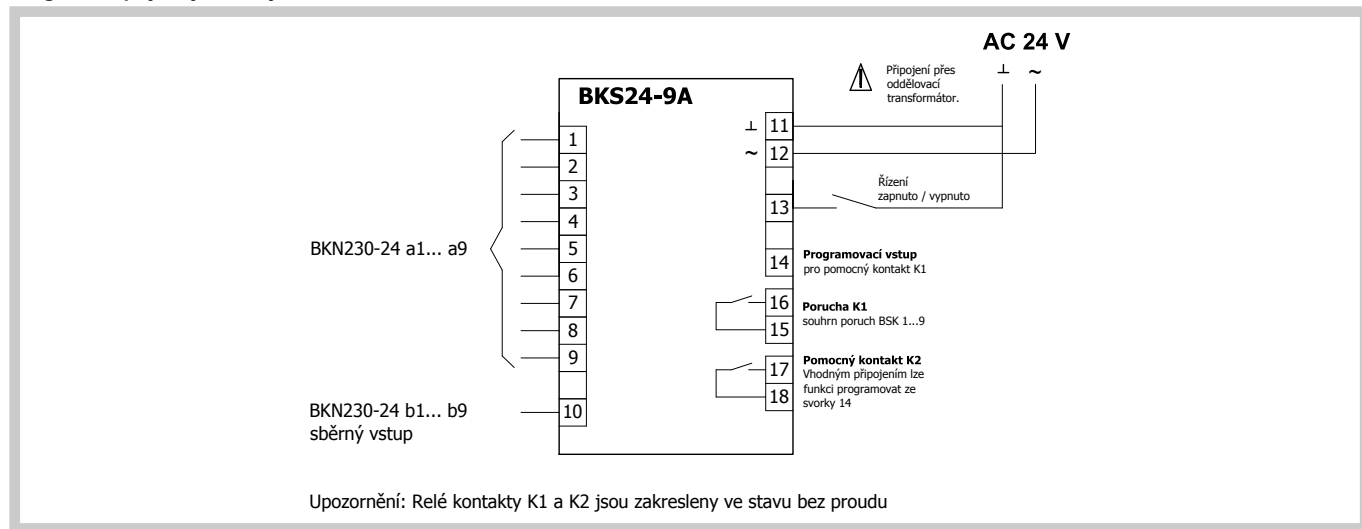 AC 24 V
⊥ ~
Připojení přes
oddělovací
transformátor.
BKS24-9A
1
2
3
4
5
6
7
8
9
10
BKN230-24 a1... a9
BKN230-24 b1... b9
sběrný vstup
⊥ 11
~ 12
13
Řízení
zapnuto / vypnuto
14
Programovací vstup
pro pomocný kontakt K1
16
15
Porucha K1
souhrn poruch BSK 1...9
17
18
Pomocný kontakt K2
Vhodným připojením lze
funkci programovat ze
svorky 14
Upozornění: Relé kontakty K1 a K2 jsou zakresleny ve stavu bez proudu